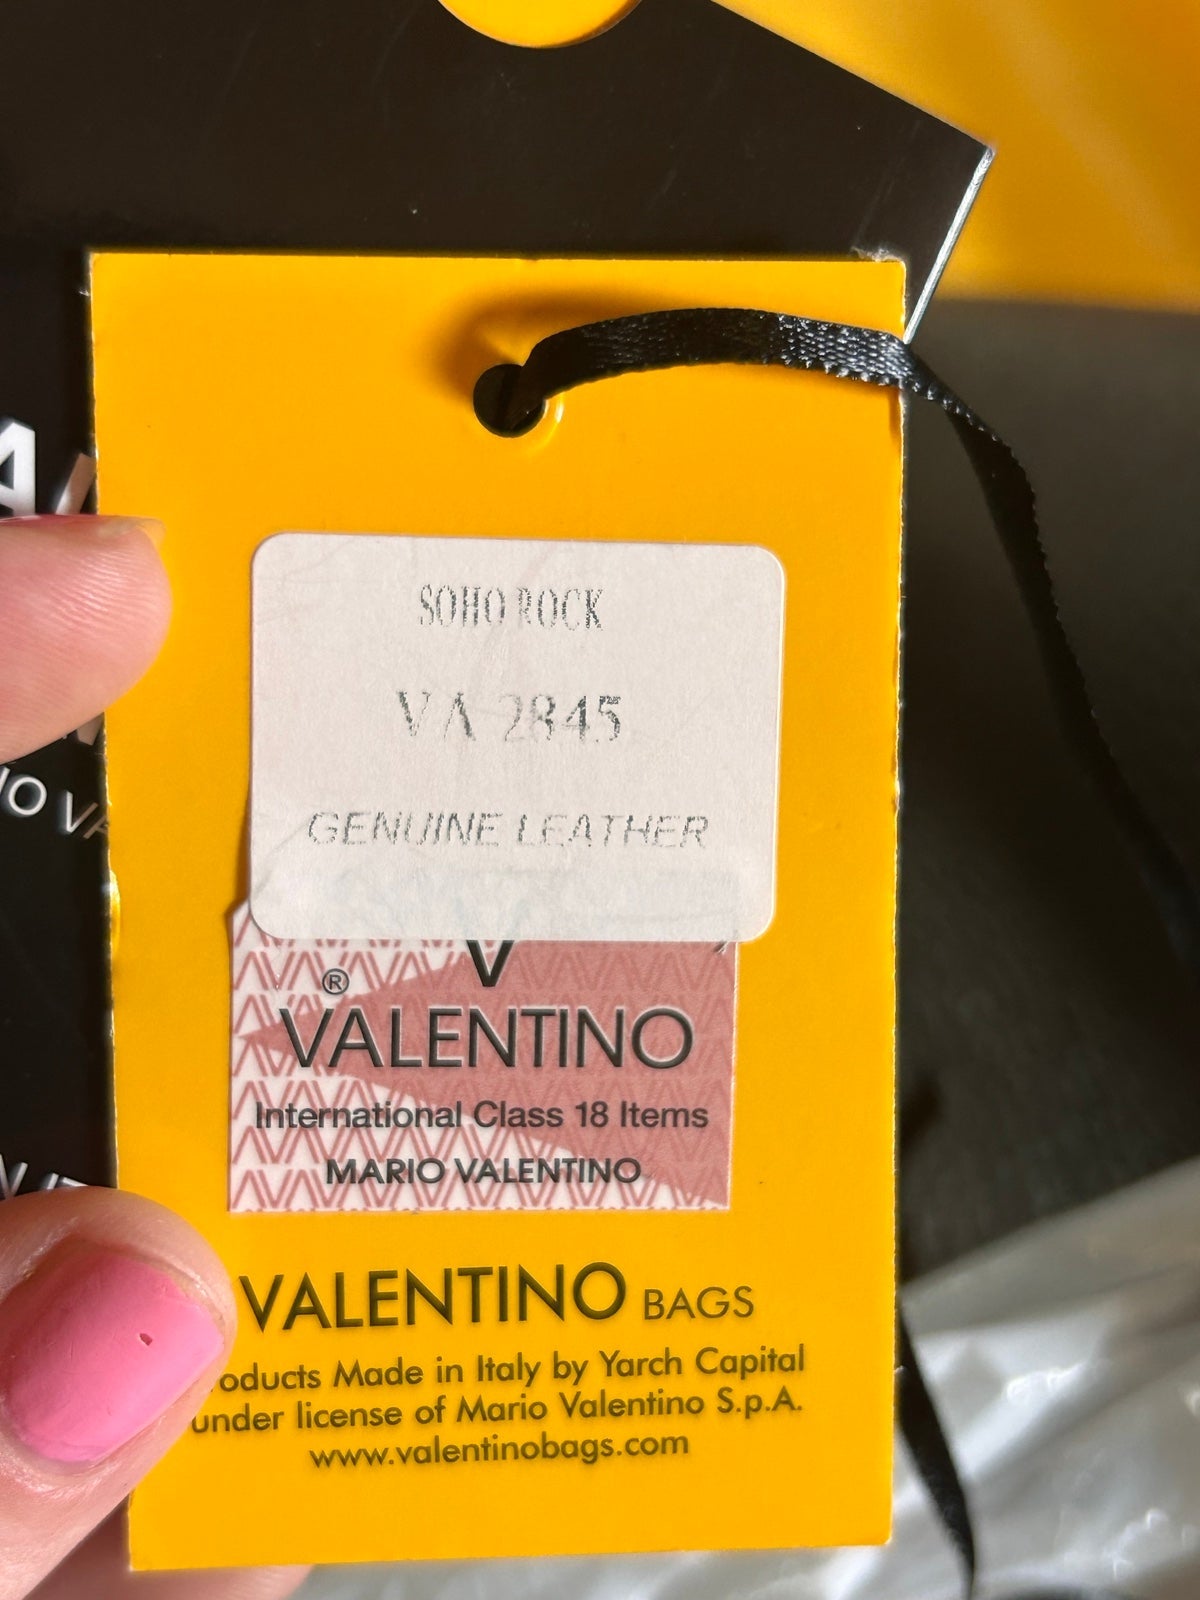 SOHO ROCK
VA 2845
GENUINE LEATHER
V
®
VALENTINO
International Class 18 Items
MARIO VALENTINO
VALENTINO BAGS
oducts Made in Italy by Yarch Capital
under license of Mario Valentino S.p.A.
www.valentinobags.com